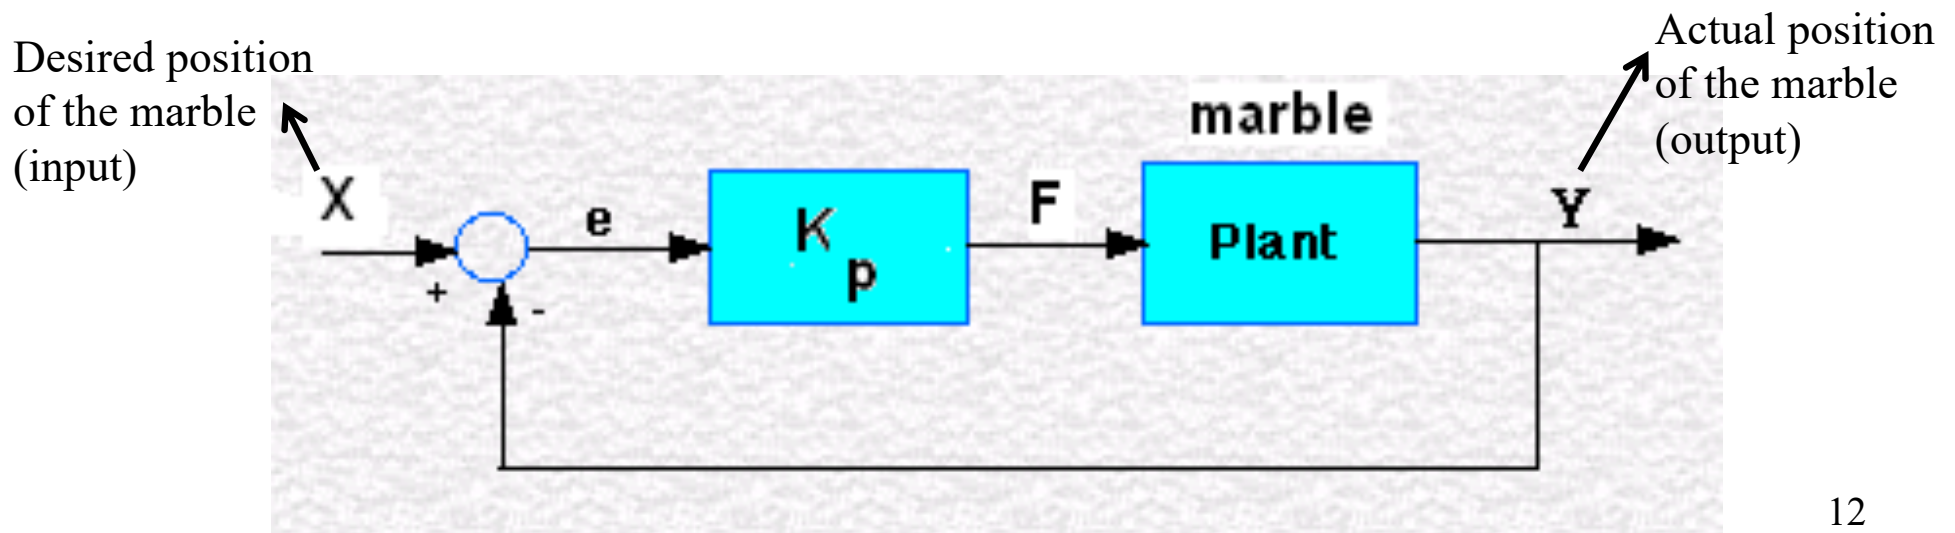 Desired position
of the marble
(input)
Actual position
of the marble
(output)
marble
X
+
-
e
K
p
F
Plant
Y
12